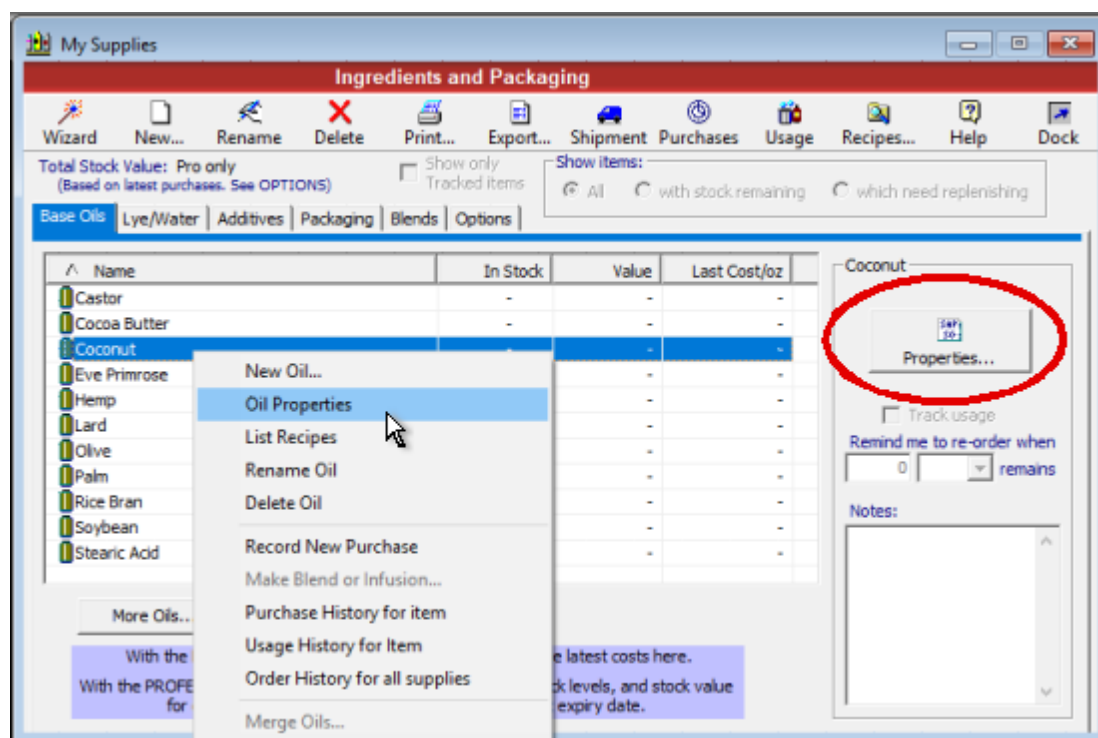 My Supplies
Ingredients and Packaging
Wizard New... Rename Delete Print... Export... Shipment Purchases Usage Recipes... Help Dock
Total Stock Value: Pro only
(Based on latest purchases. See OPTIONS)
Show only
Tracked items
Show items:
All with stock remaining which need replenishing
Base Oils Lye/Water Additives Packaging Blends Options
Name In Stock Value Last Cost/oz
Castor - - -
Cocoa Butter - - -
Coconut - - -
Eve Primrose - -
Hemp - -
Lard - -
Olive - -
Palm - -
Rice Bran - -
Soybean - -
Stearic Acid - -
New Oil...
Oil Properties
List Recipes
Rename Oil
Delete Oil
Record New Purchase
Make Blend or Infusion...
Purchase History for item
Usage History for Item
Order History for all supplies
Merge Oils...
Coconut
Properties...
Track usage
Remind me to re-order when
0 remains
Notes:
More Oils..
With the e latest costs here.
With the PROFE k levels, and stock value
for expiry date.